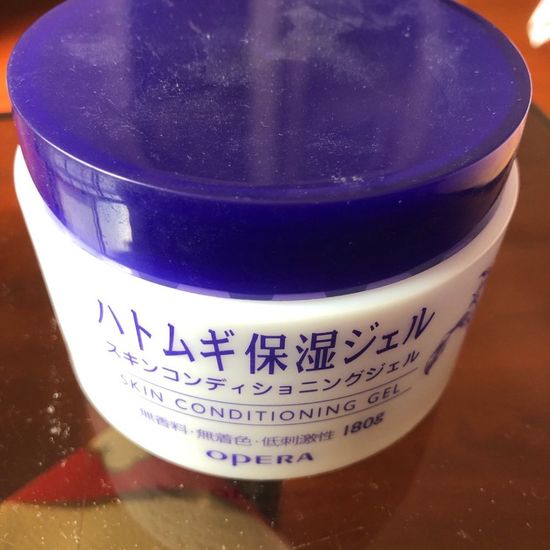 ハトムギ保湿ジェル
スキンコンディショニングジェル
SKIN CONDITIONING GEL
無香料・無着色・低刺激性 180g
OPERA